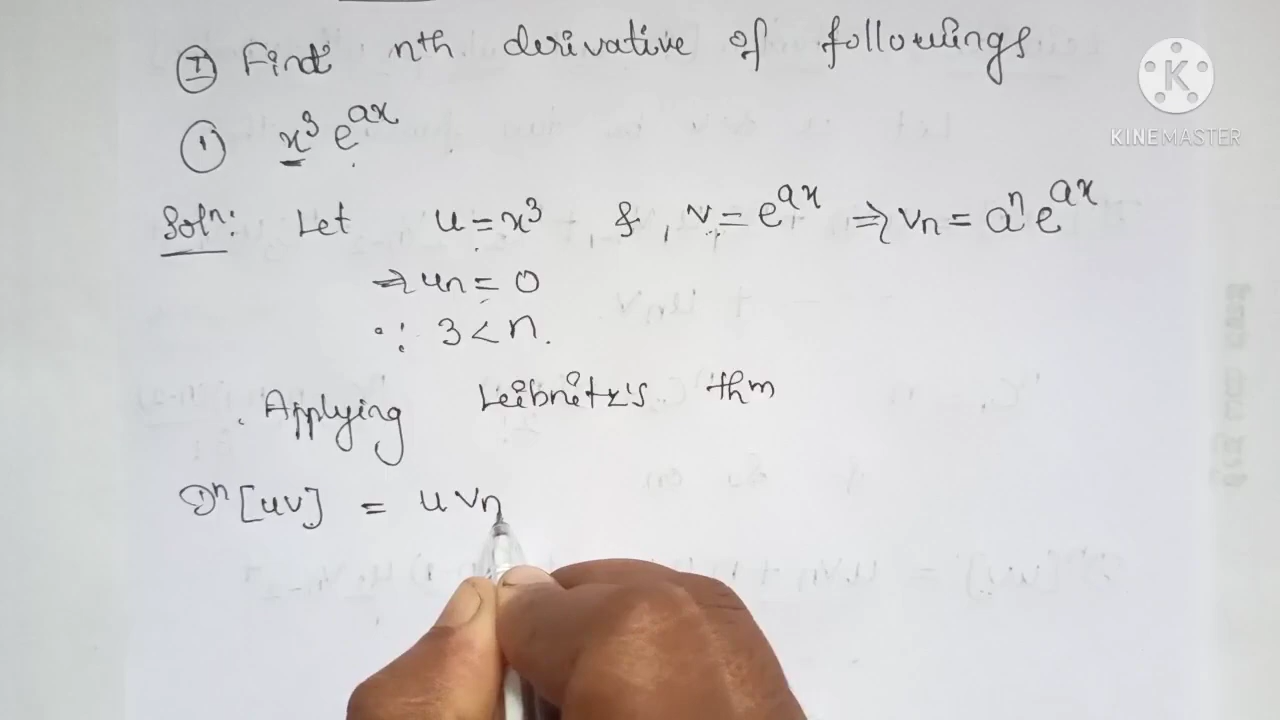 I Find nth derivative of followings
K
KINEMASTER
1 x³ e^ax
Solⁿ: Let u = x³ & , v = e^ax ⇒ vn = aⁿ e^ax
⇒ un = 0
∵ 3 < n.
Applying Leibnitz's thm
Dⁿ [uv] = u vn